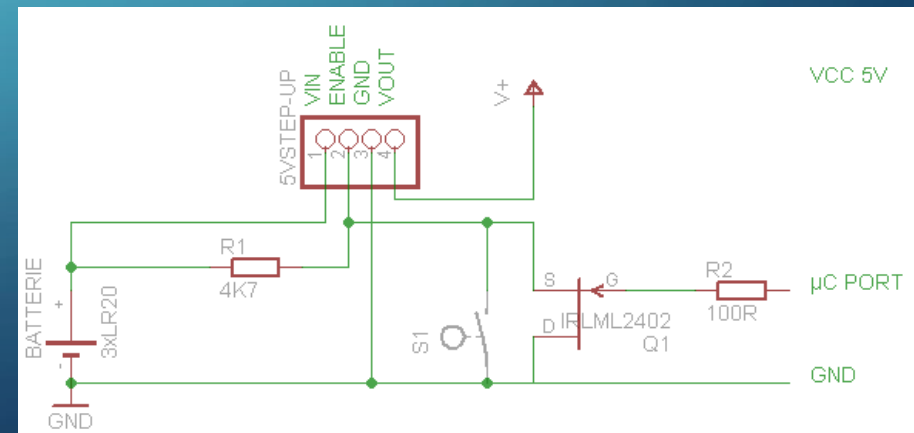 VIN
ENABLE
GND
VOUT
5VSTEP-UP
1
2
3
4
V+
VCC 5V
BATTERIE
+
-
3xLR20
R1
4K7
S1
S
G
D
IRLML2402
Q1
R2
100R
µC PORT
GND
GND